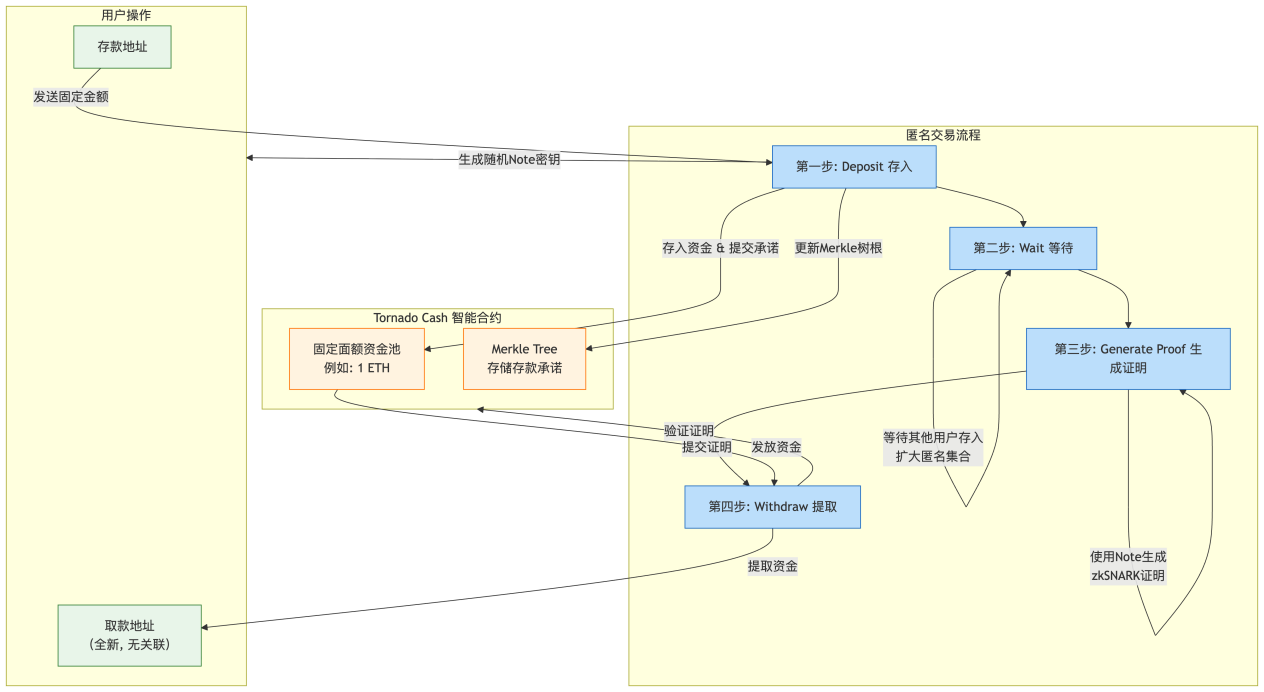 用户操作
存款地址
发送固定金额
匿名交易流程
生成随机Note密钥
第一步: Deposit 存入
存入资金 & 提交承诺
更新Merkle树根
第二步: Wait 等待
Tornado Cash 智能合约
固定面额资金池
例如: 1 ETH
Merkle Tree
存储存款承诺
第三步: Generate Proof 生
成证明
验证证明
提交证明
发放资金
等待其他用户存入
扩大匿名集合
第四步: Withdraw 提取
提取资金
使用Note生成
zkSNARK证明
取款地址
(全新, 无关联)